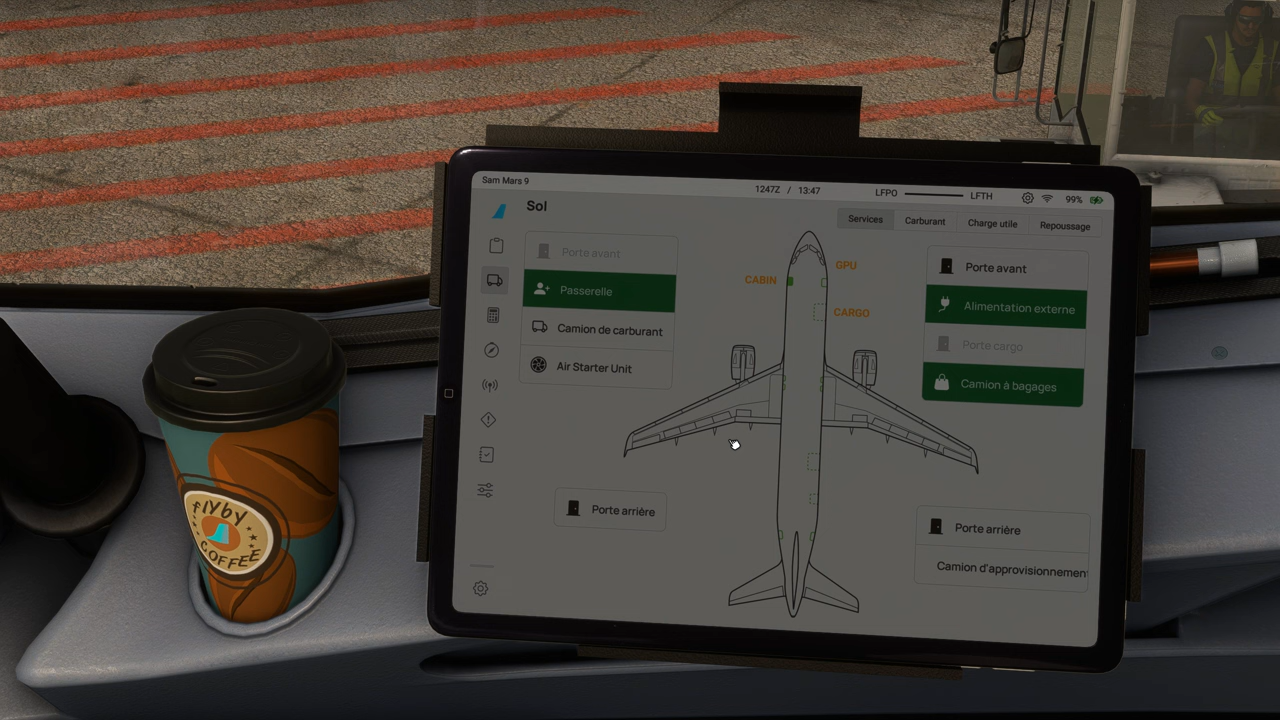 Sam Mars 9
1247Z / 13:47
LFPO
LFTH
99%
Sol
Services
Carburant
Charge utile
Repoussage
Porte avant
Passerelle
Camion de carburant
Air Starter Unit
CABIN
GPU
CARGO
Porte avant
Alimentation externe
Porte cargo
Camion à bagages
Porte arrière
Porte arrière
Camion d'approvisionnement
flyby
COFFEE